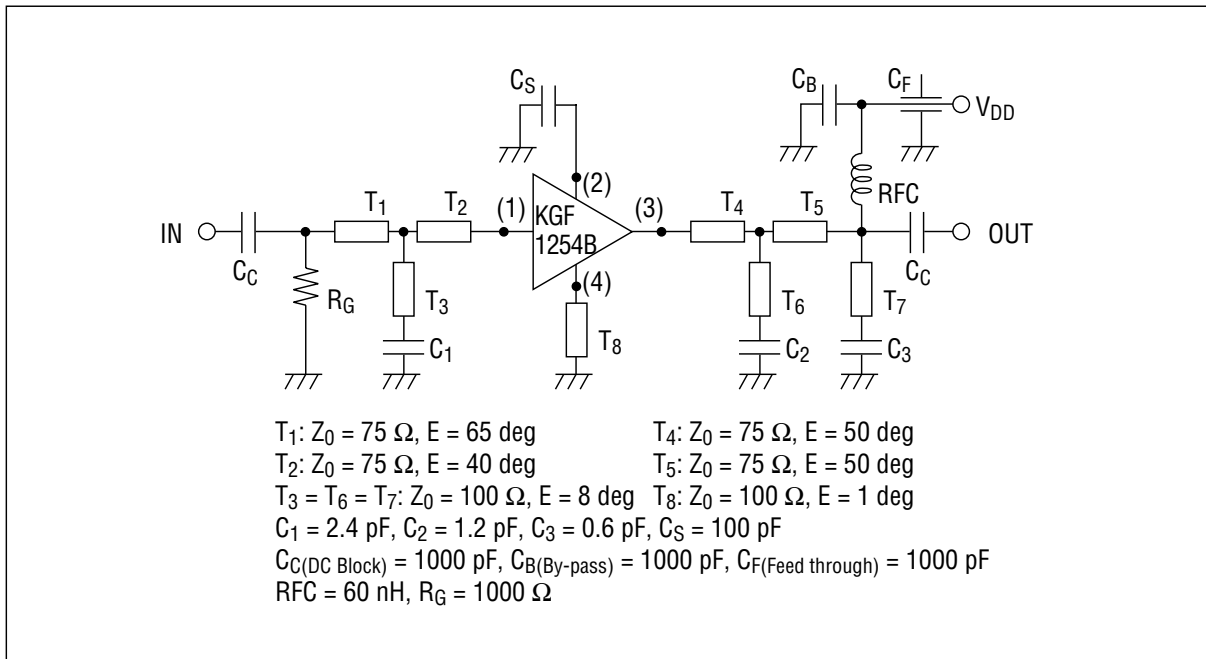 C_S
C_B C_F
V_DD
(2)
T_1 T_2 (1) KGF (3) T_4 T_5 RFC
IN 1254B OUT
C_C (4) C_C
R_G T_3 T_6 T_7
C_1 T_8 C_2 C_3
T_1: Z_0 = 75 Ω, E = 65 deg T_4: Z_0 = 75 Ω, E = 50 deg
T_2: Z_0 = 75 Ω, E = 40 deg T_5: Z_0 = 75 Ω, E = 50 deg
T_3 = T_6 = T_7: Z_0 = 100 Ω, E = 8 deg T_8: Z_0 = 100 Ω, E = 1 deg
C_1 = 2.4 pF, C_2 = 1.2 pF, C_3 = 0.6 pF, C_S = 100 pF
C_C(DC Block) = 1000 pF, C_B(By-pass) = 1000 pF, C_F(Feed through) = 1000 pF
RFC = 60 nH, R_G = 1000 Ω